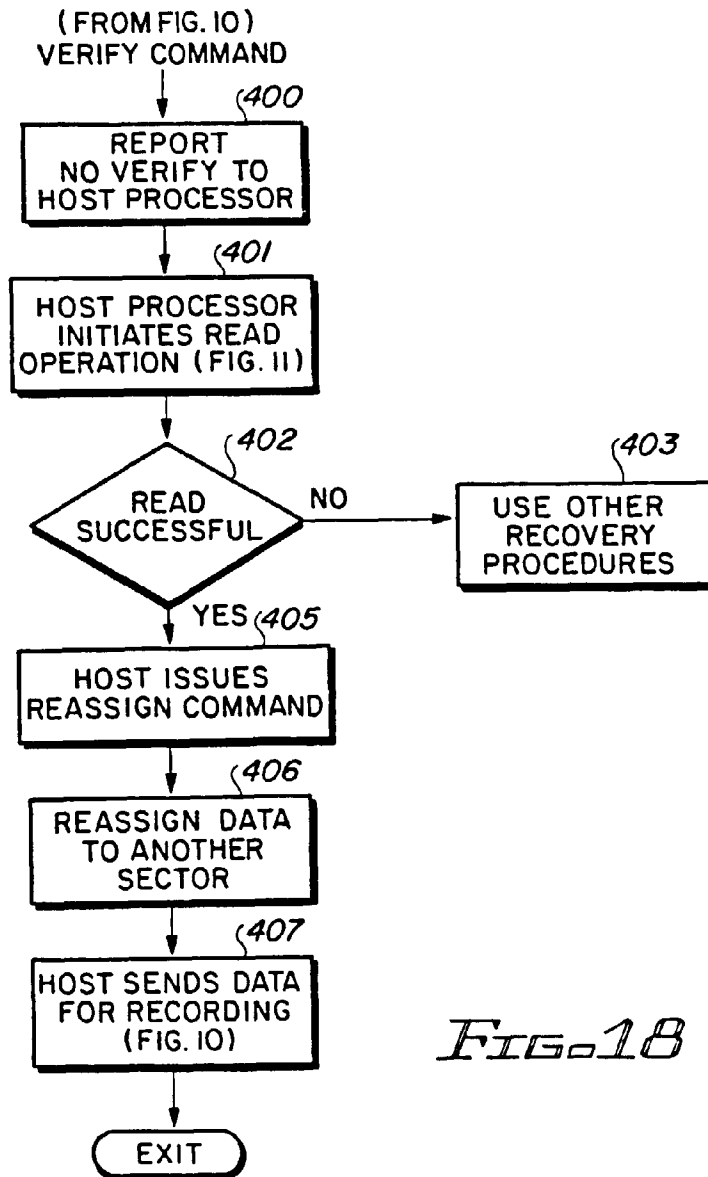 (FROM FIG. 10)
VERIFY COMMAND
400
REPORT
NO VERIFY TO
HOST PROCESSOR
401
HOST PROCESSOR
INITIATES READ
OPERATION (FIG. 11)
402
READ
SUCCESSFUL
NO
403
USE OTHER
RECOVERY
PROCEDURES
YES
405
HOST ISSUES
REASSIGN COMMAND
406
REASSIGN DATA
TO ANOTHER
SECTOR
407
HOST SENDS DATA
FOR RECORDING
(FIG. 10)
EXIT
FIG. 18